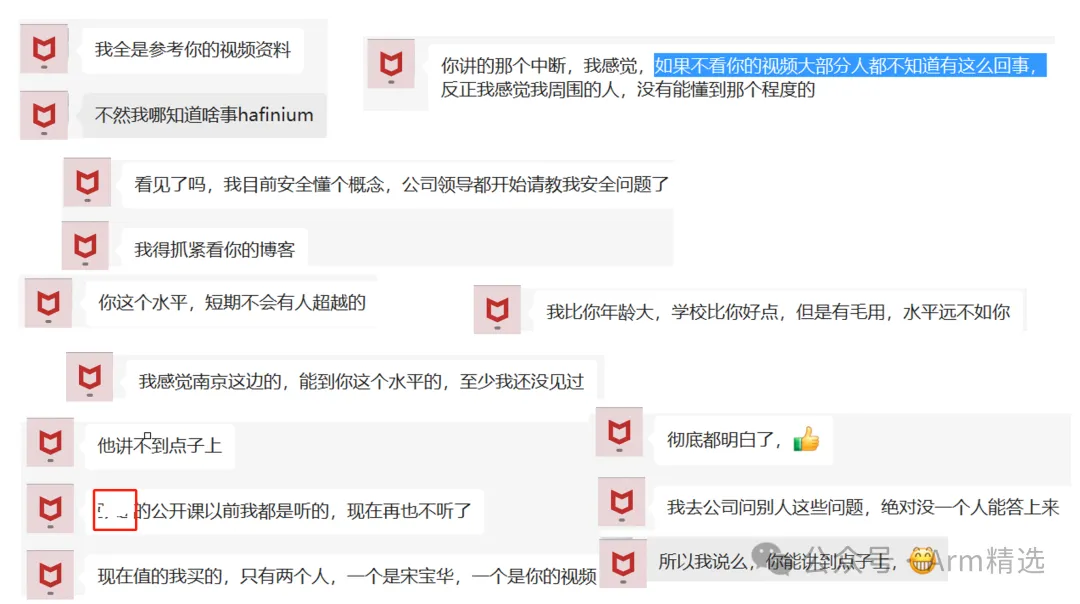 我全是参考你的视频资料
不然我哪知道啥事hafinium
你讲的那个中断，我感觉，如果不看你的视频大部分人都不知道有这么回事，
反正我感觉我周围的人，没有能懂到那个程度的
看见了吗，我目前安全懂个概念，公司领导都开始请教我安全问题了
我得抓紧看你的博客
你这个水平，短期不会有人超越的
我比你年龄大，学校比你好点，但是有毛用，水平远不如你
我感觉南京这边的，能到你这个水平的，至少我还没见过
他讲不到点子上
的公开课以前我都是听的，现在再也不听了
现在值的我买的，只有两个人，一个是宋宝华，一个是你的视频
彻底都明白了，
我去公司问别人这些问题，绝对没一个人能答上来
所以我说么，你能讲到点子上，
公众号 Arm精选